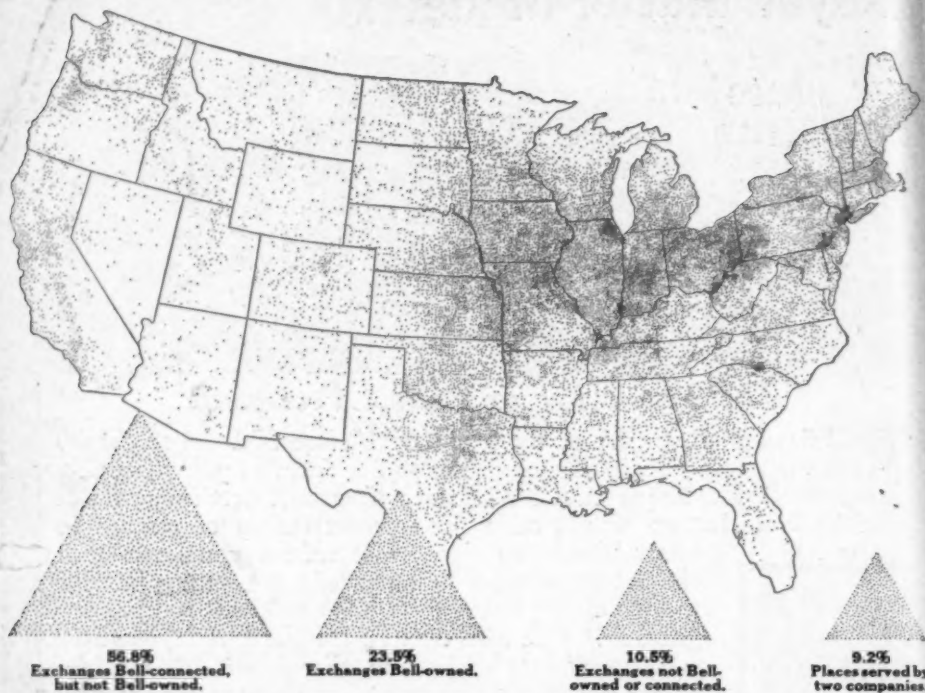 56.8%
Exchanges Bell-connected,
but not Bell-owned.
23.5%
Exchanges Bell-owned.
10.5%
Exchanges not Bell-
owned or connected.
9.2%
Places served by
two companies